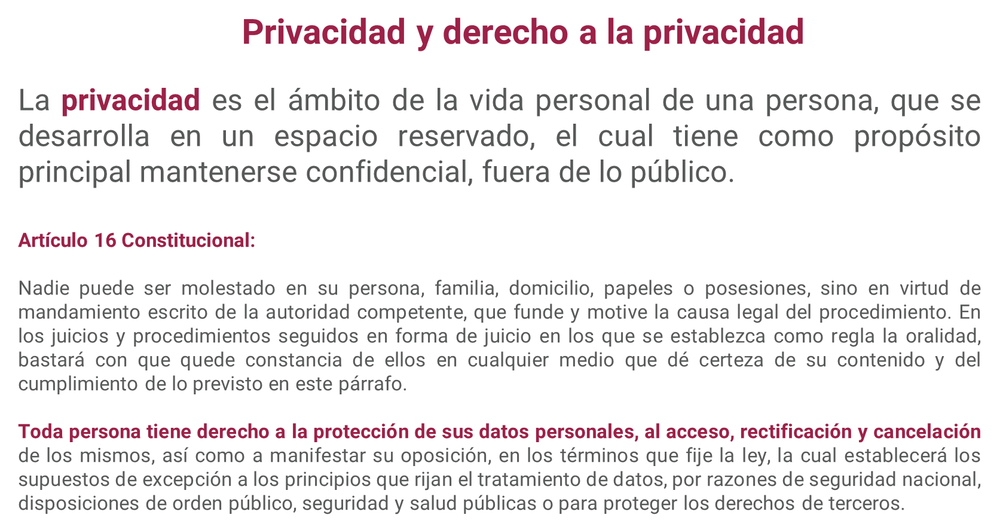 Privacidad y derecho a la privacidad
La privacidad es el ámbito de la vida personal de una persona, que se
desarrolla en un espacio reservado, el cual tiene como propósito
principal mantenerse confidencial, fuera de lo público.
Artículo 16 Constitucional:
Nadie puede ser molestado en su persona, familia, domicilio, papeles o posesiones, sino en virtud de
mandamiento escrito de la autoridad competente, que funde y motive la causa legal del procedimiento. En
los juicios y procedimientos seguidos en forma de juicio en los que se establezca como regla la oralidad,
bastará con que quede constancia de ellos en cualquier medio que dé certeza de su contenido y del
cumplimiento de lo previsto en este párrafo.
Toda persona tiene derecho a la protección de sus datos personales, al acceso, rectificación y cancelación
de los mismos, así como a manifestar su oposición, en los términos que fije la ley, la cual establecerá los
supuestos de excepción a los principios que rijan el tratamiento de datos, por razones de seguridad nacional,
disposiciones de orden público, seguridad y salud públicas o para proteger los derechos de terceros.